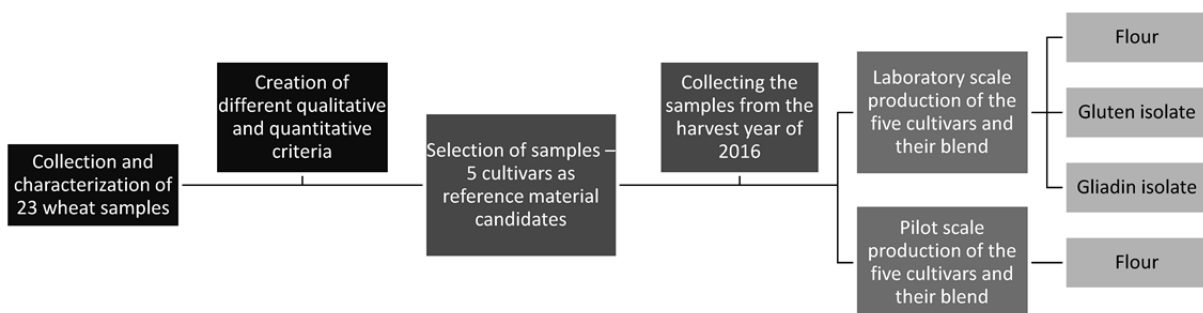 Collection and
characterization of
23 wheat samples
Creation of
different qualitative
and quantitative
criteria
Selection of samples –
5 cultivars as
reference material
candidates
Collecting the
samples from the
harvest year of
2016
Laboratory scale
production of the
five cultivars and
their blend
Flour
Gluten isolate
Gliadin isolate
Pilot scale
production of the
five cultivars and
their blend
Flour